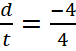 d/t = -4/4